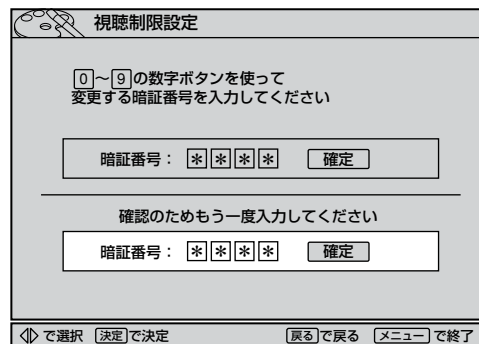 視聴制限設定
0～9の数字ボタンを使って
変更する暗証番号を入力してください
暗証番号： ＊＊＊＊ 確定
確認のためもう一度入力してください
暗証番号： ＊＊＊＊ 確定
で選択 決定で決定 戻るで戻る メニューで終了